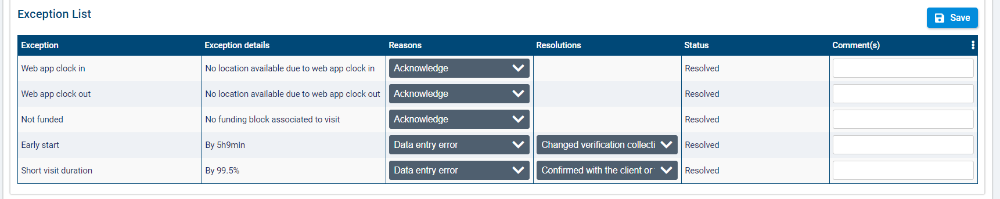 Exception List
Save
Exception Exception details Reasons Resolutions Status Comment(s)
Web app clock in No location available due to web app clock in Acknowledge Resolved
Web app clock out No location available due to web app clock out Acknowledge Resolved
Not funded No funding block associated to visit Acknowledge Resolved
Early start By 5h9min Data entry error Changed verification collecti Resolved
Short visit duration By 99.5% Data entry error Confirmed with the client or Resolved